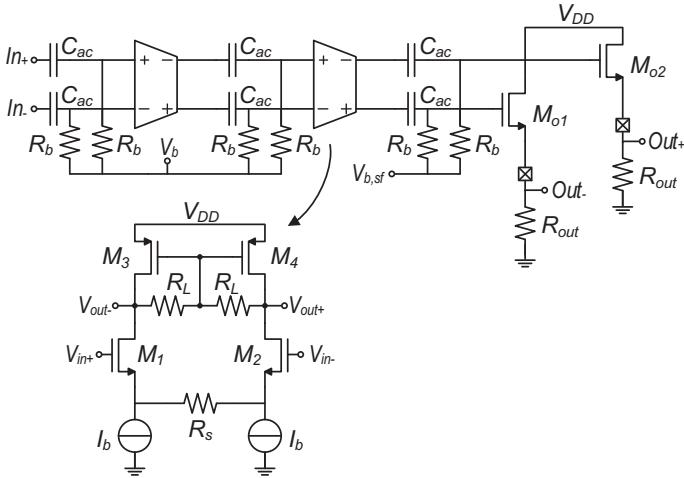 V_DD
In+ C_ac + − C_ac + − C_ac M_o2
In- C_ac − + C_ac − + C_ac M_o1
R_b R_b V_b R_b R_b R_b R_b Out+
V_b,sf Out- R_out
R_out
V_DD
M_3 M_4
R_L R_L
V_out- V_out+
V_in+ M_1 M_2 V_in-
R_s
I_b I_b